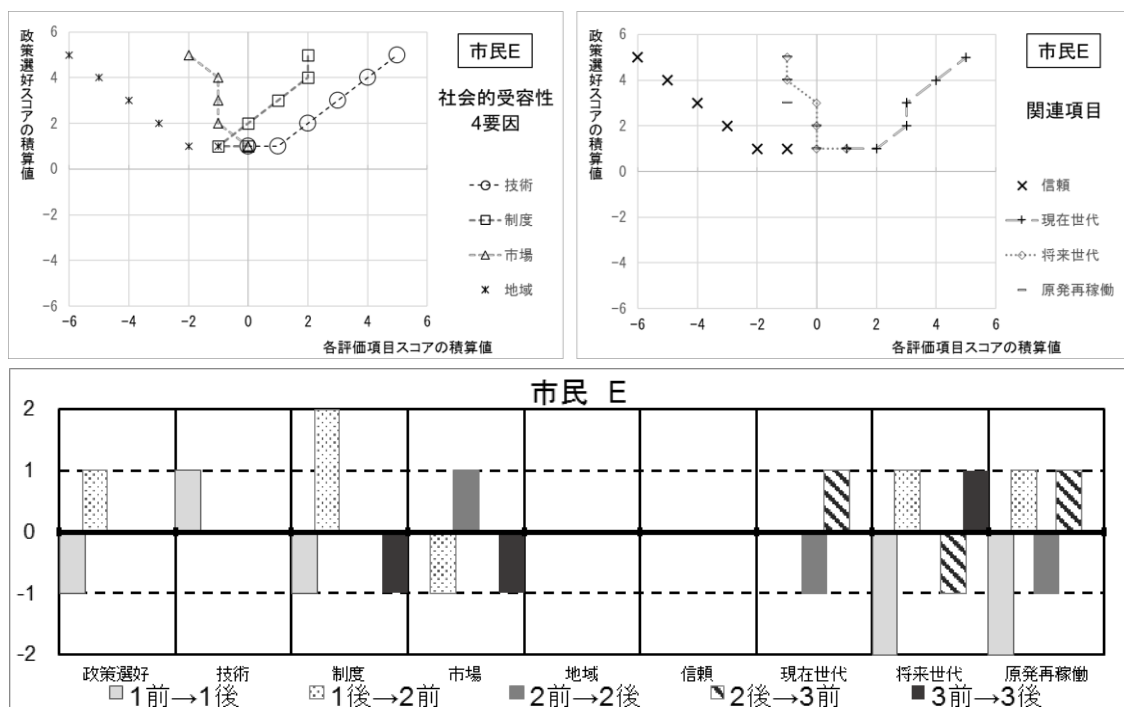 政策選好スコアの積算値
6
4
2
0
-2
-4
-6
-6 -4 -2 0 2 4 6
各評価項目スコアの積算値
市民E
社会的受容性
4要因
技術
制度
市場
地域
政策選好スコアの積算値
6
4
2
0
-2
-4
-6
-6 -4 -2 0 2 4 6
各評価項目スコアの積算値
市民E
関連項目
信頼
現在世代
将来世代
原発再稼働
市民 E
2
1
0
-1
-2
政策選好 技術 制度 市場 地域 信頼 現在世代 将来世代 原発再稼働
1前→1後 1後→2前 2前→2後 2後→3前 3前→3後